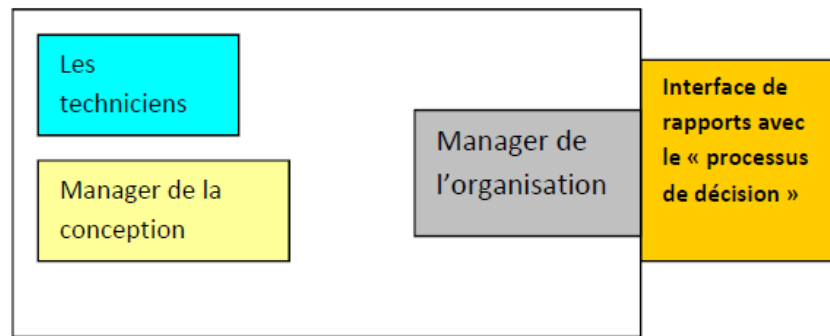 Les
techniciens
Manager de la
conception
Manager de
l'organisation
Interface de
rapports avec
le « processus
de décision »